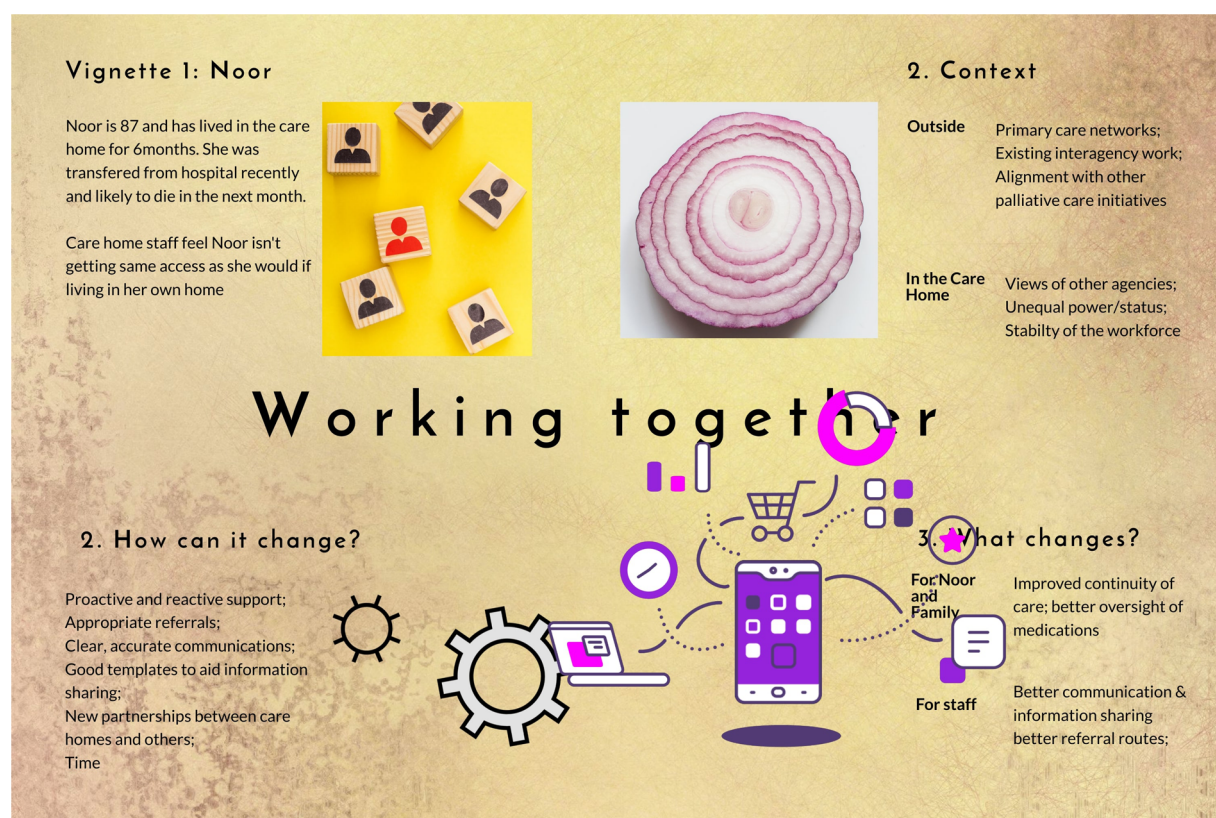 Vignette 1: Noor
Noor is 87 and has lived in the care
home for 6months. She was
transfered from hospital recently
and likely to die in the next month.
Care home staff feel Noor isn't
getting same access as she would if
living in her own home
2. Context
Outside
Primary care networks;
Existing interagency work;
Alignment with other
palliative care initiatives
In the Care
Home
Views of other agencies;
Unequal power/status;
Stabilty of the workforce
Working together
2. How can it change?
Proactive and reactive support;
Appropriate referrals;
Clear, accurate communications;
Good templates to aid information
sharing;
New partnerships between care
homes and others;
Time
3. What changes?
For Noor
and
Family
Improved continuity of
care; better oversight of
medications
For staff
Better communication &
information sharing
better referral routes;